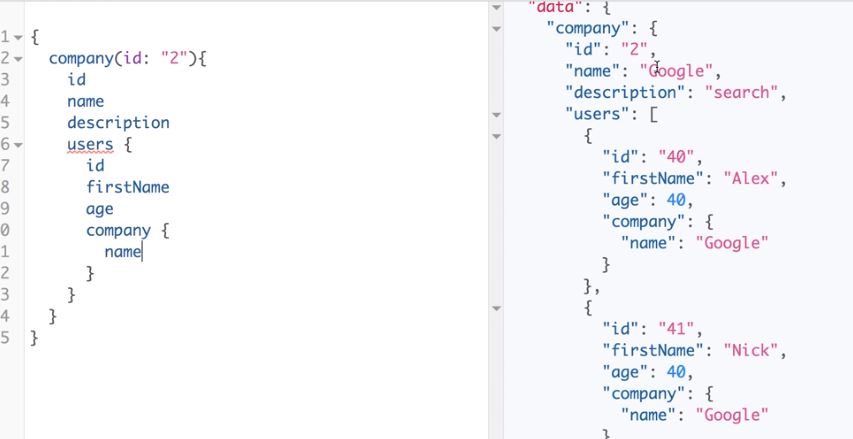 1 {
2 company(id: "2"){
3 id
4 name
5 description
6 users {
7 id
8 firstName
9 age
0 company {
1 name
2 }
3 }
4 }
5 }
"data": {
"company": {
"id": "2",
"name": "Google",
"description": "search",
"users": [
{
"id": "40",
"firstName": "Alex",
"age": 40,
"company": {
"name": "Google"
}
},
{
"id": "41",
"firstName": "Nick",
"age": 40,
"company": {
"name": "Google"
}